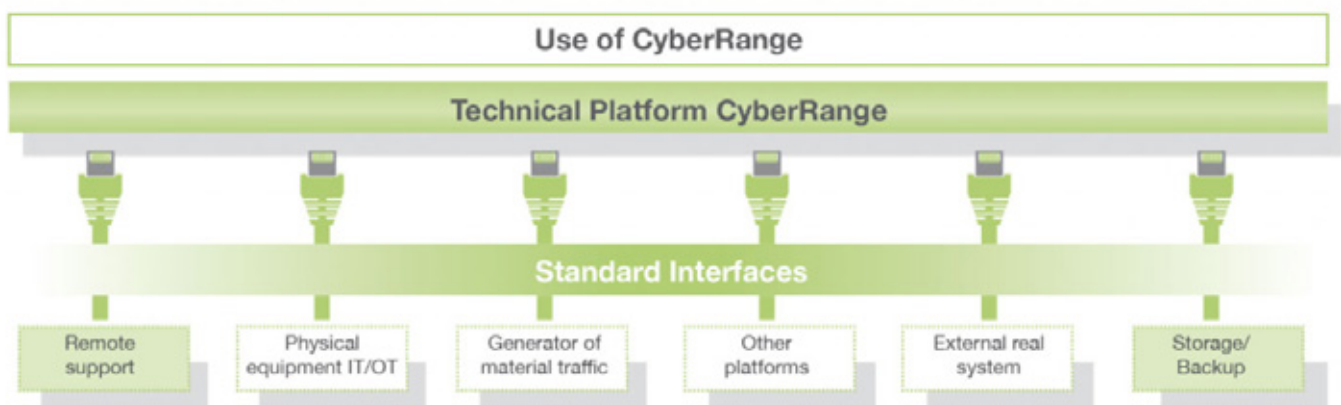 Use of CyberRange
Technical Platform CyberRange
Standard Interfaces
Remote
support
Physical
equipment IT/OT
Generator of
material traffic
Other
platforms
External real
system
Storage/
Backup